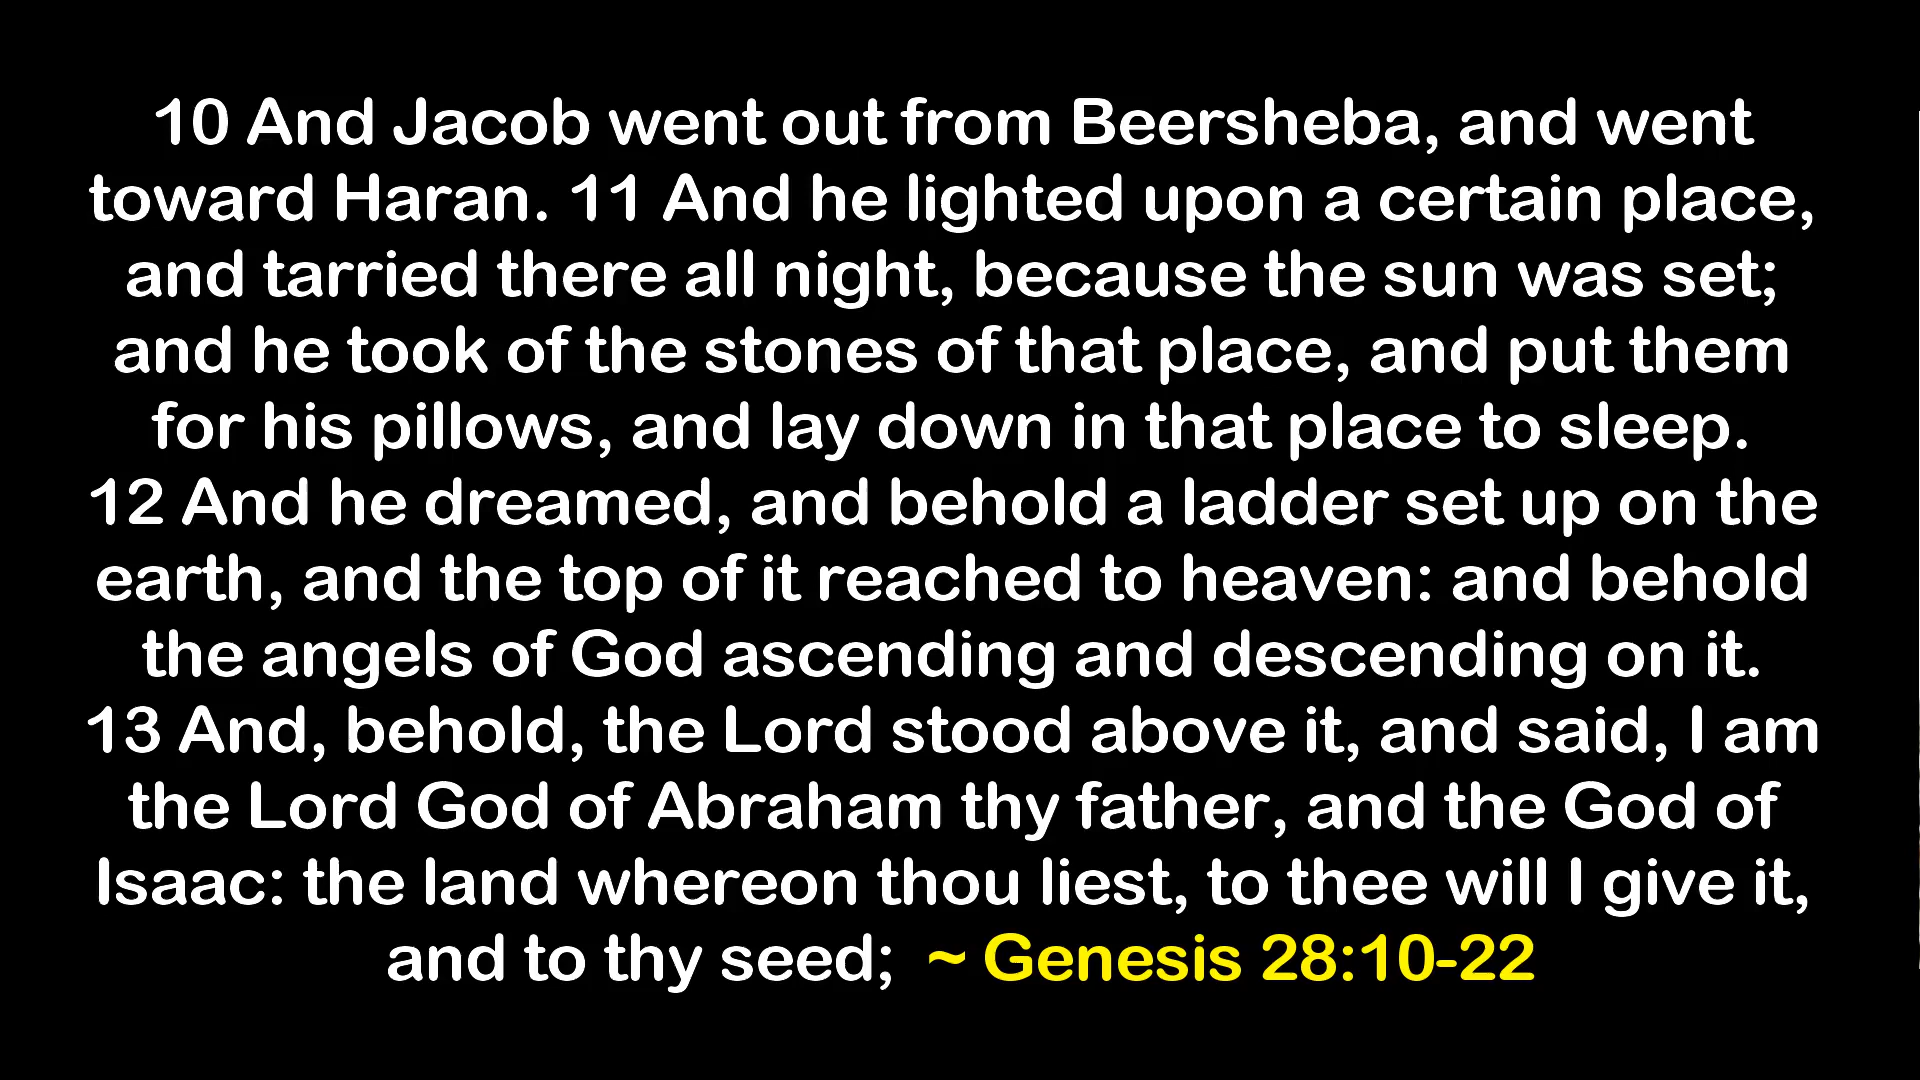 10 And Jacob went out from Beersheba, and went
toward Haran. 11 And he lighted upon a certain place,
and tarried there all night, because the sun was set;
and he took of the stones of that place, and put them
for his pillows, and lay down in that place to sleep.
12 And he dreamed, and behold a ladder set up on the
earth, and the top of it reached to heaven: and behold
the angels of God ascending and descending on it.
13 And, behold, the Lord stood above it, and said, I am
the Lord God of Abraham thy father, and the God of
Isaac: the land whereon thou liest, to thee will I give it,
and to thy seed;  ~ Genesis 28:10-22